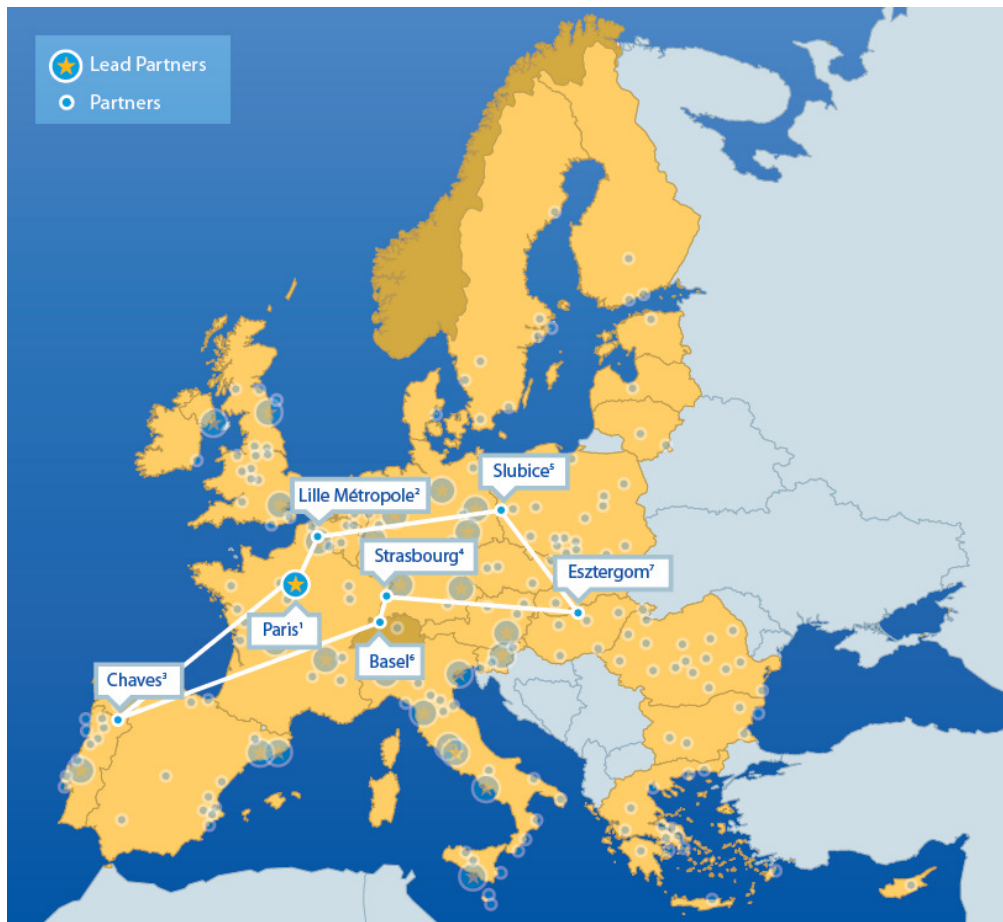 Lead Partners
Partners
Slubice⁵
Lille Métropole²
Strasbourg⁴
Esztergom⁷
Paris¹
Basel⁶
Chaves³